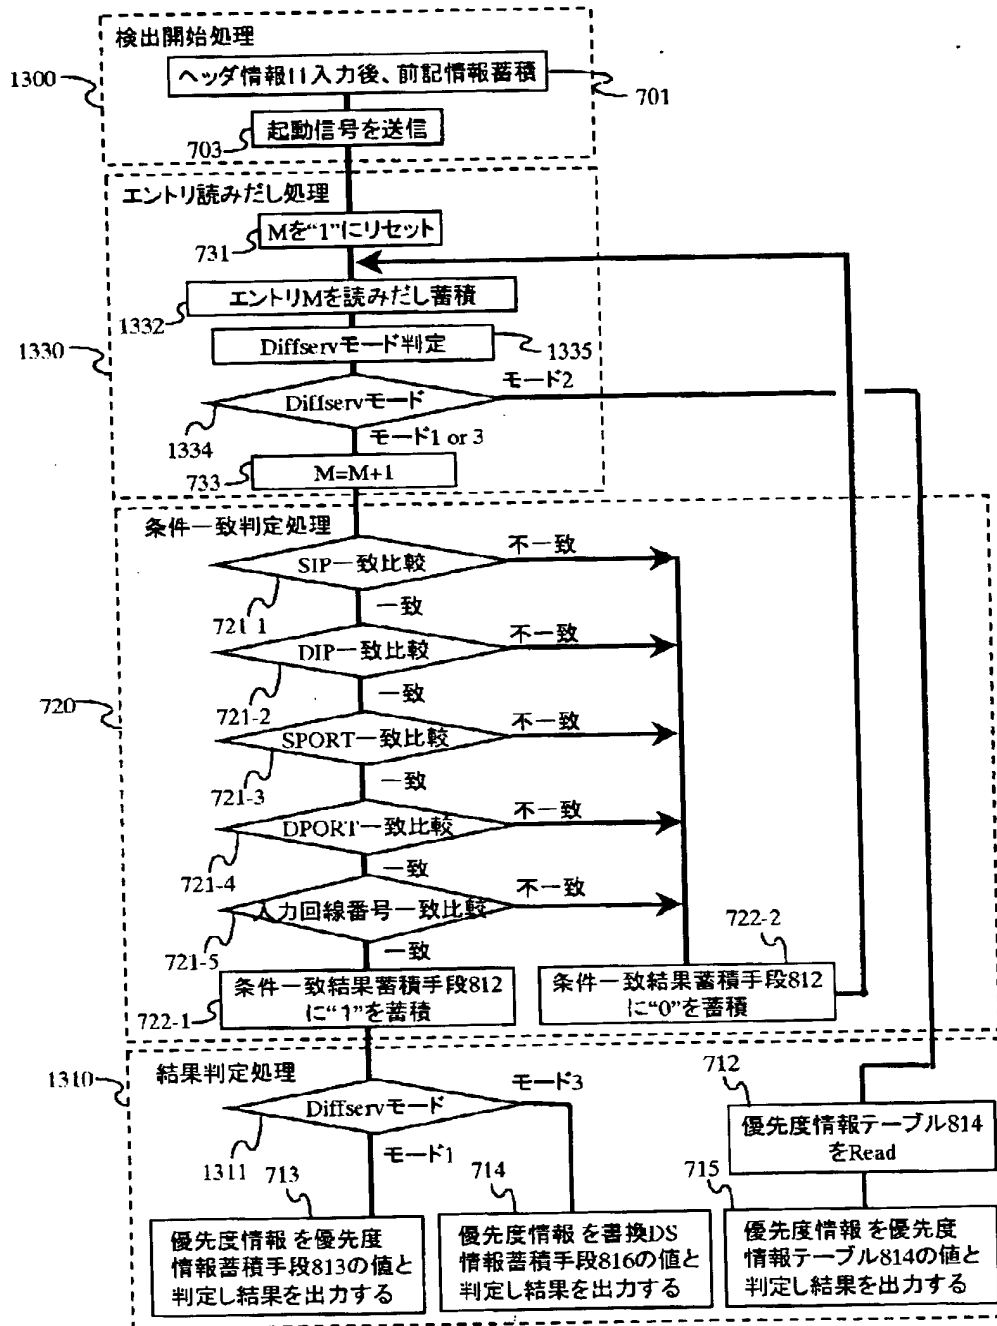 検出開始処理
1300
ヘッダ情報11入力後、前記情報蓄積
701
起動信号を送信
703
エントリ読みだし処理
Mを“1”にリセット
731
エントリMを読みだし蓄積
1332
1330
Diffservモード判定
1335
モード2
Diffservモード
1334
モード1 or 3
733
M=M+1
条件一致判定処理
SIP一致比較
不一致
721-1
一致
DIP一致比較
不一致
721-2
一致
720
SPORT一致比較
不一致
721-3
一致
DPORT一致比較
不一致
721-4
一致
入力回線番号一致比較
不一致
721-5
一致
722-2
条件一致結果蓄積手段812
に“1”を蓄積
722-1
条件一致結果蓄積手段812
に“0”を蓄積
1310
結果判定処理
モード3
712
Diffservモード
1311
モード1
優先度情報テーブル814
をRead
713
714
715
優先度情報 を優先度
情報蓄積手段813の値と
判定し結果を出力する
優先度情報 を書換DS
情報蓄積手段816の値と
判定し結果を出力する
優先度情報 を優先度
情報テーブル814の値と
判定し結果を出力する